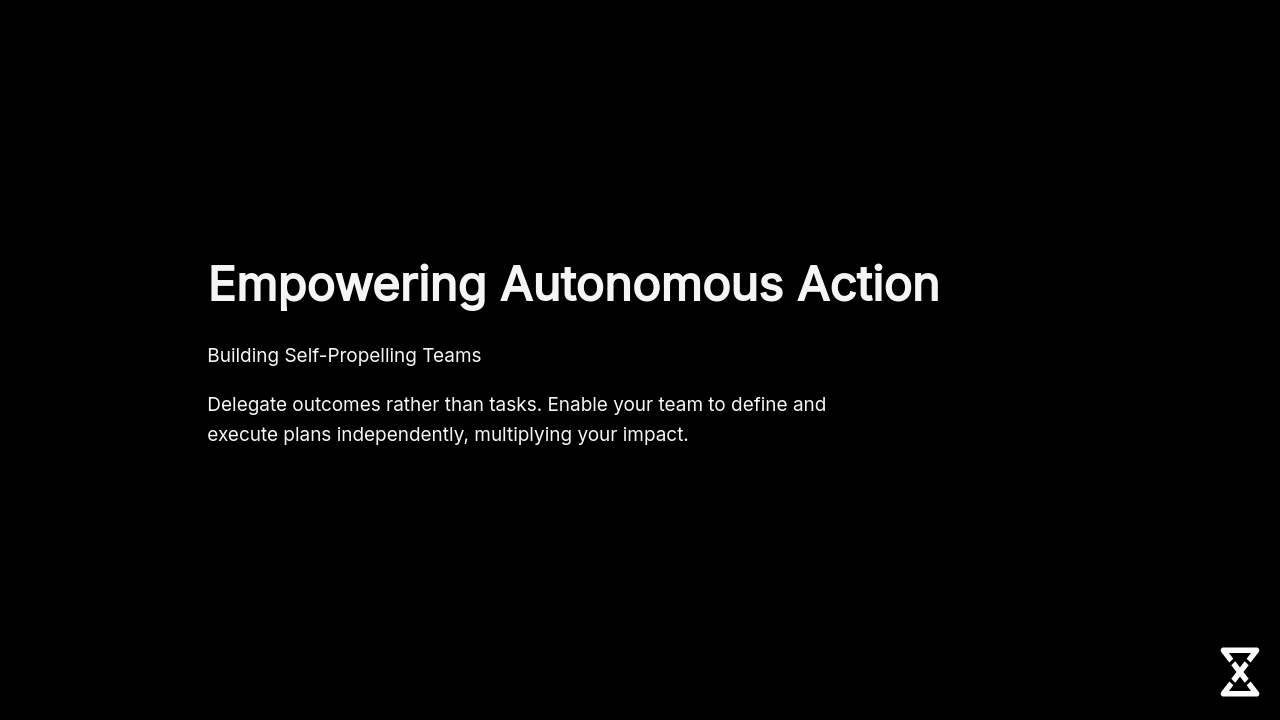 Empowering Autonomous Action
Building Self-Propelling Teams
Delegate outcomes rather than tasks. Enable your team to define and
execute plans independently, multiplying your impact.